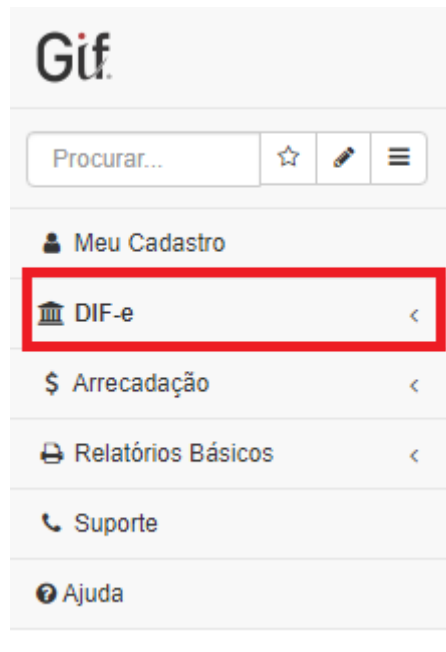 Gif.
Procurar...
Meu Cadastro
DIF-e
$ Arrecadação
Relatórios Básicos
Suporte
Ajuda